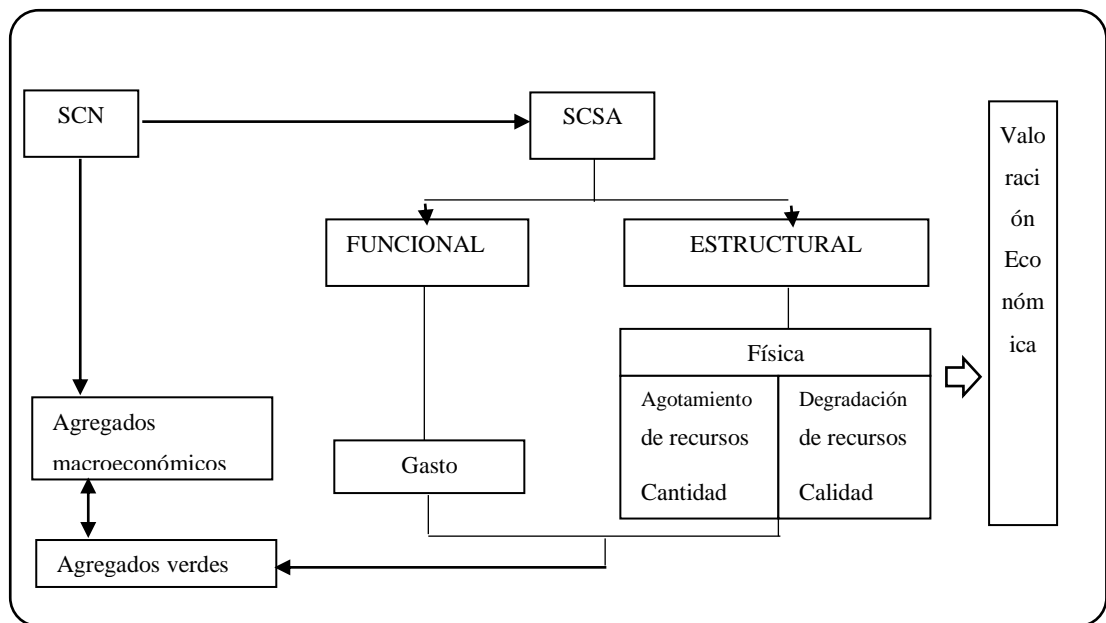 SCN
SCSA
Valo
raci
ón
Eco
nóm
ica
FUNCIONAL
ESTRUCTURAL
Física
Agotamiento
de recursos
Cantidad
Degradación
de recursos
Calidad
Agregados
macroeconómicos
Gasto
Agregados verdes